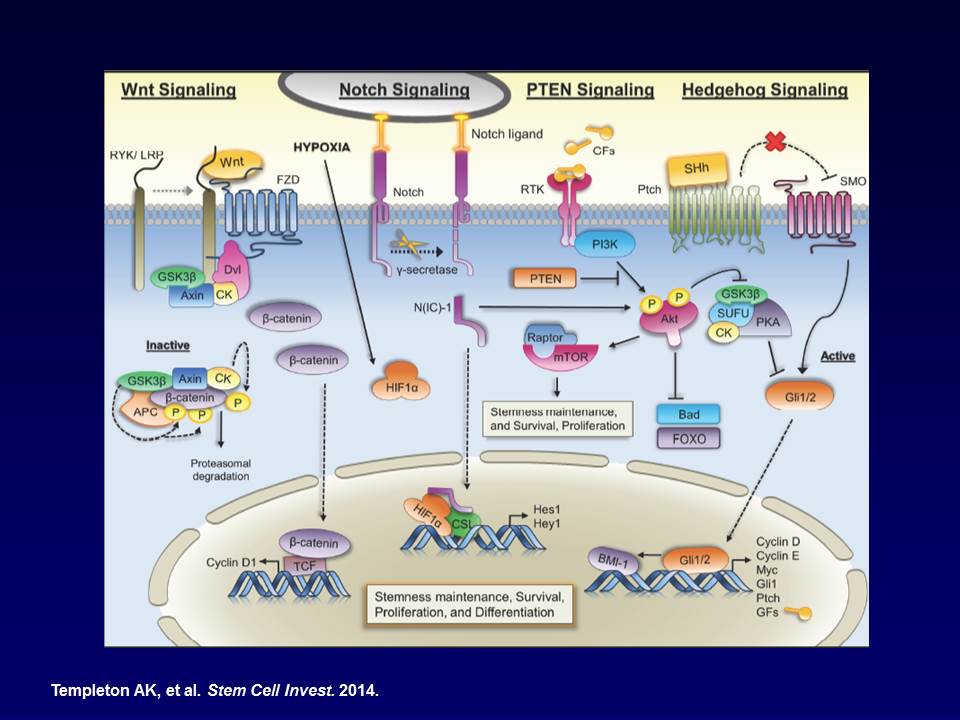 Wnt Signaling
Notch Signaling
PTEN Signaling
Hedgehog Signaling
Notch ligand
GFs
HYPOXIA
RYK/ LRP
Wnt
FZD
Notch
RTK
Ptch
SHh
SMO
PI3K
γ-secretase
Dvl
GSK3β
Axin
CK
PTEN
N(IC)-1
P
P
Akt
GSK3β
SUFU
PKA
CK
β-catenin
Raptor
mTOR
Inactive
Active
β-catenin
GSK3β
Axin
CK
β-catenin
APC
P
P
P
HIF1α
Gli1/2
Stemness maintenance,
and Survival, Proliferation
Bad
FOXO
Proteasomal
degradation
HIF1α
CSL
Hes1
Hey1
β-catenin
TCF
Cyclin D1
BMI-1
Gli1/2
Cyclin D
Cyclin E
Myc
Gli1
Ptch
GFs
Stemness maintenance, Survival,
Proliferation, and Differentiation
Templeton AK, et al. Stem Cell Invest. 2014.